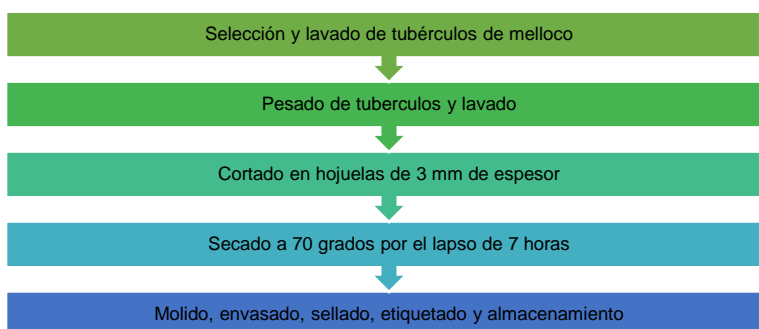 Selección y lavado de tubérculos de melloco
Pesado de tuberculos y lavado
Cortado en hojuelas de 3 mm de espesor
Secado a 70 grados por el lapso de 7 horas
Molido, envasado, sellado, etiquetado y almacenamiento